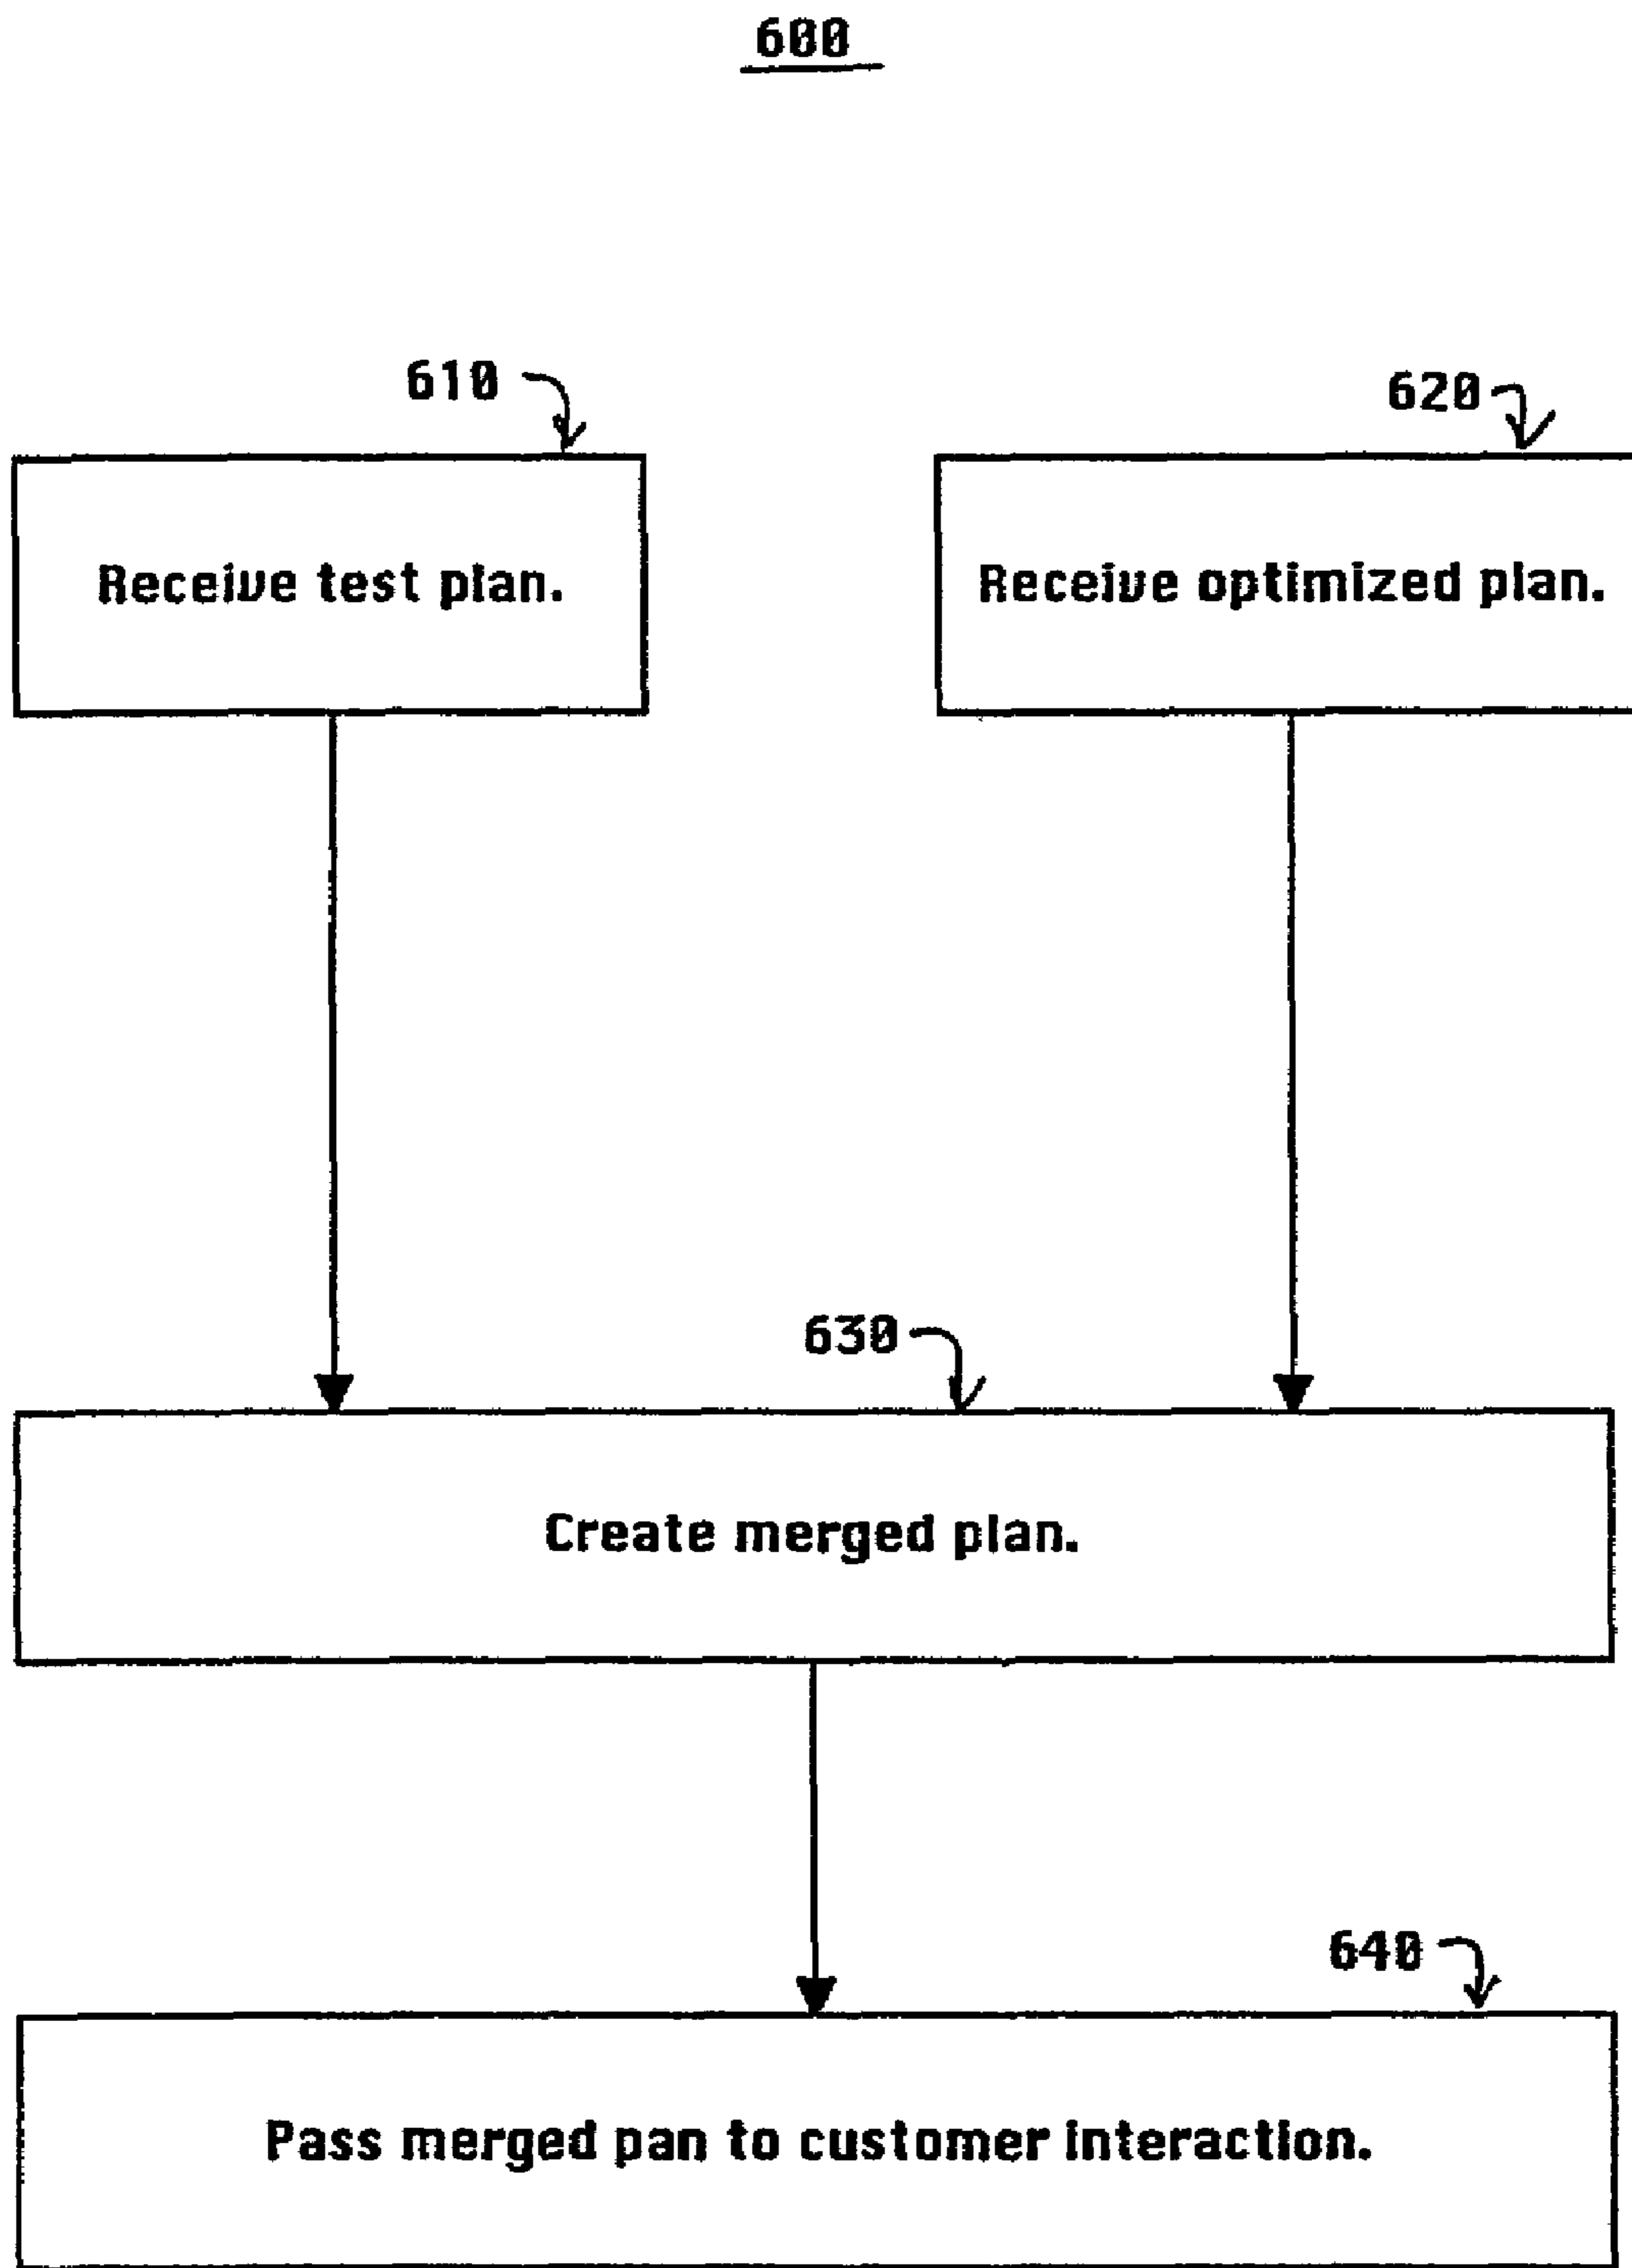 600
610
620
Receive test plan.
Receive optimized plan.
630
Create merged plan.
640
Pass merged pan to customer interaction.